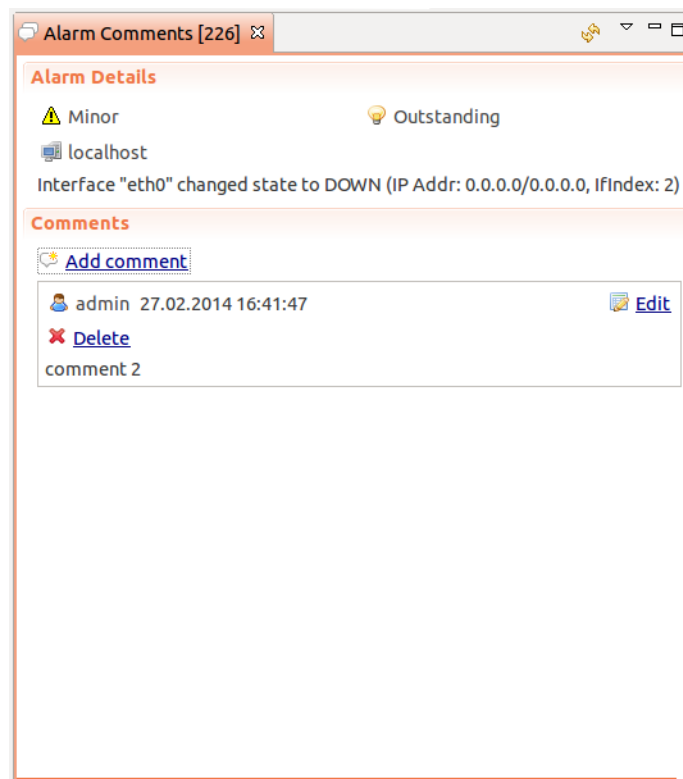 Alarm Comments [226]
Alarm Details
Minor Outstanding
localhost
Interface "eth0" changed state to DOWN (IP Addr: 0.0.0.0/0.0.0.0, IfIndex: 2)
Comments
Add comment
admin 27.02.2014 16:41:47 Edit
Delete
comment 2